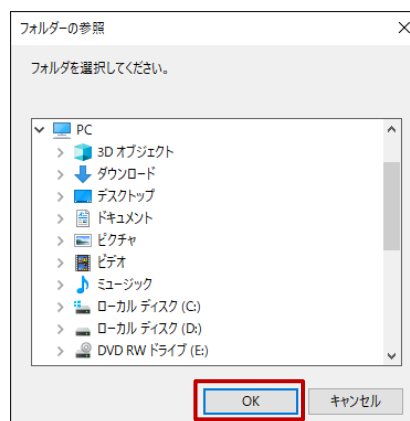 フォルダーの参照
フォルダを選択してください。
PC
3D オブジェクト
ダウンロード
デスクトップ
ドキュメント
ピクチャ
ビデオ
ミュージック
ローカル ディスク (C:)
ローカル ディスク (D:)
DVD RW ドライブ (E:)
OK キャンセル